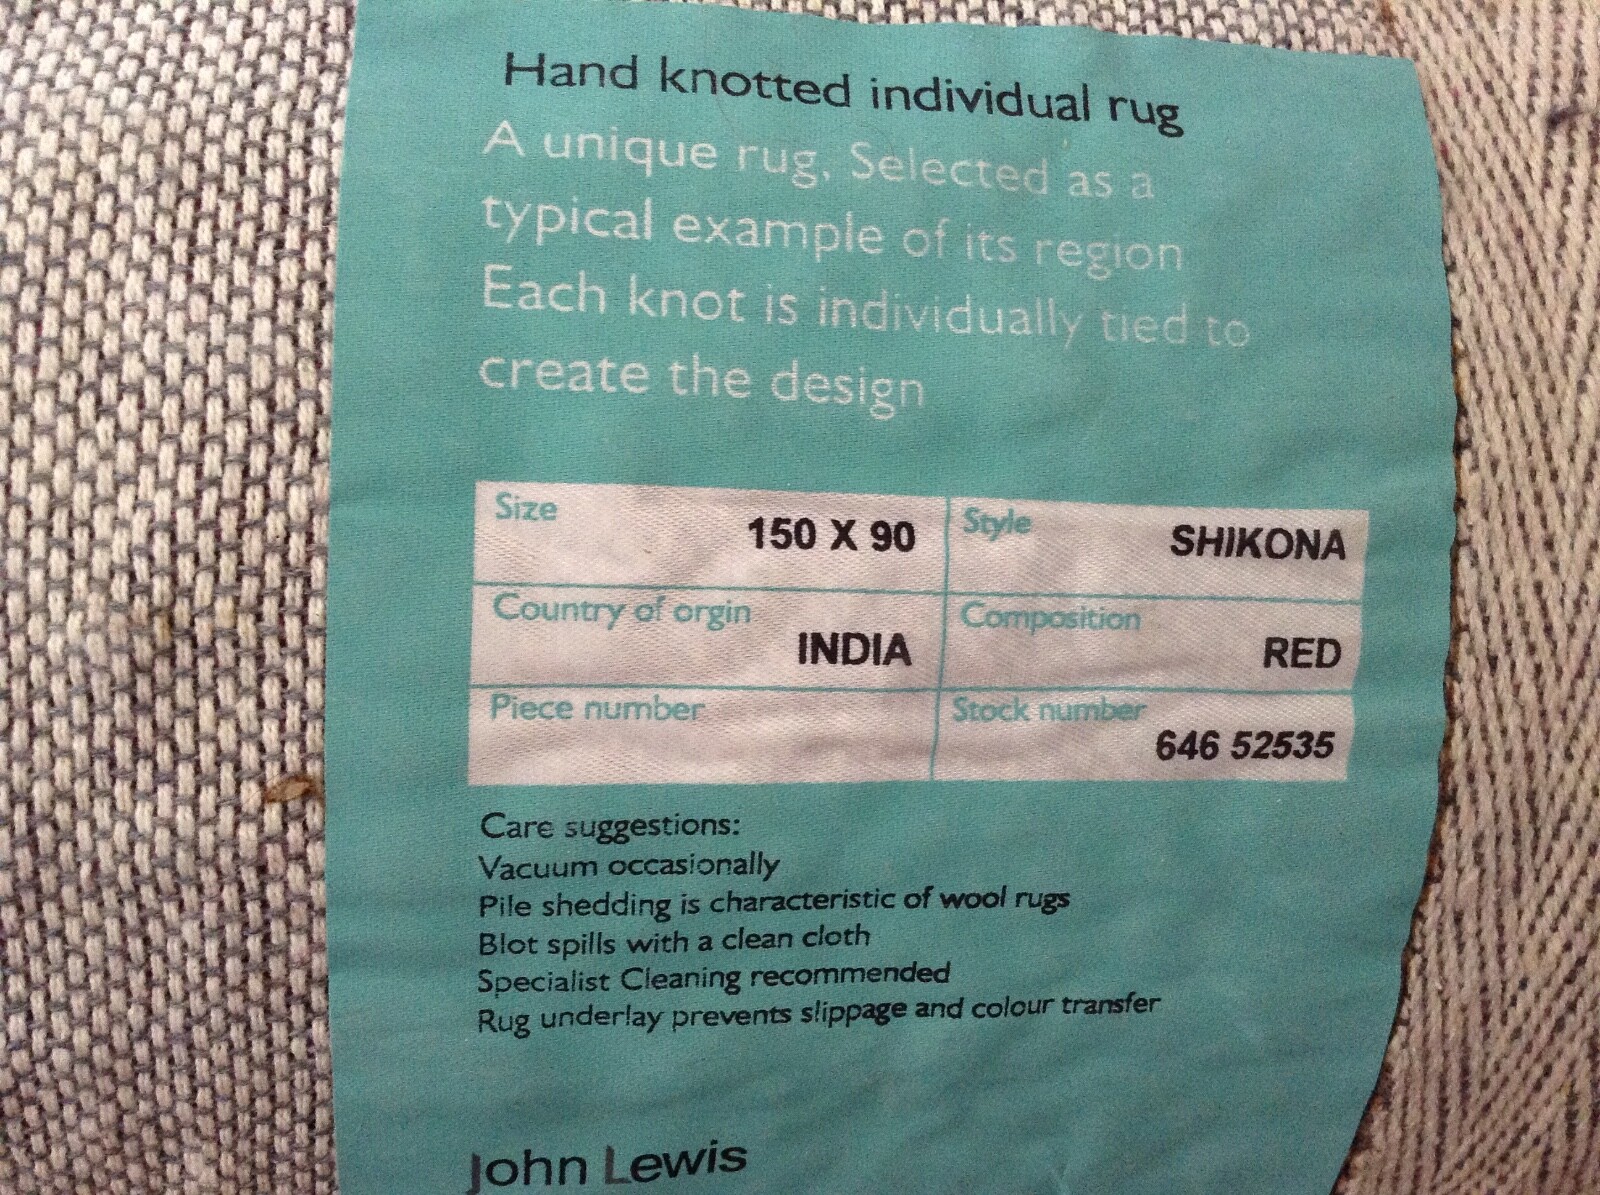 Hand knotted individual rug
A unique rug. Selected as a
typical example of its region
Each knot is individually tied to
create the design
Size 150 X 90 Style SHIKONA
Country of orgin INDIA Composition RED
Piece number Stock number 646 52535
Care suggestions:
Vacuum occasionally
Pile shedding is characteristic of wool rugs
Blot spills with a clean cloth
Specialist Cleaning recommended
Rug underlay prevents slippage and colour transfer
John Lewis